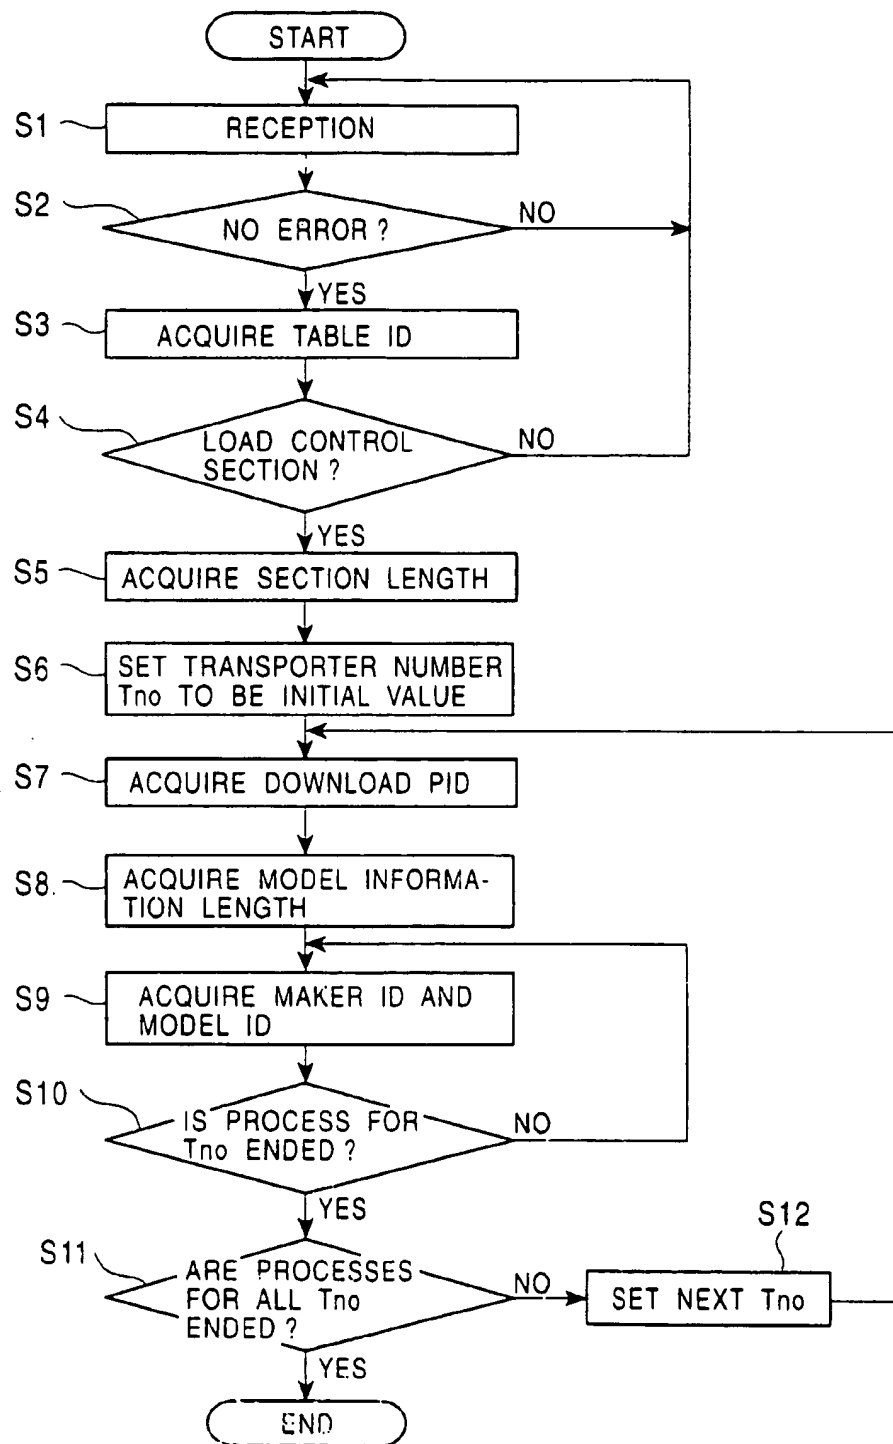 START
S1
RECEPTION
S2
NO ERROR?
NO
YES
S3
ACQUIRE TABLE ID
S4
LOAD CONTROL
SECTION?
NO
YES
S5
ACQUIRE SECTION LENGTH
S6
SET TRANSPORTER NUMBER
Tno TO BE INITIAL VALUE
S7
ACQUIRE DOWNLOAD PID
S8
ACQUIRE MODEL INFORMA-
TION LENGTH
S9
ACQUIRE MAKER ID AND
MODEL ID
S10
IS PROCESS FOR
Tno ENDED?
NO
YES
S11
ARE PROCESSES
FOR ALL Tno
ENDED?
NO
S12
SET NEXT Tno
YES
END